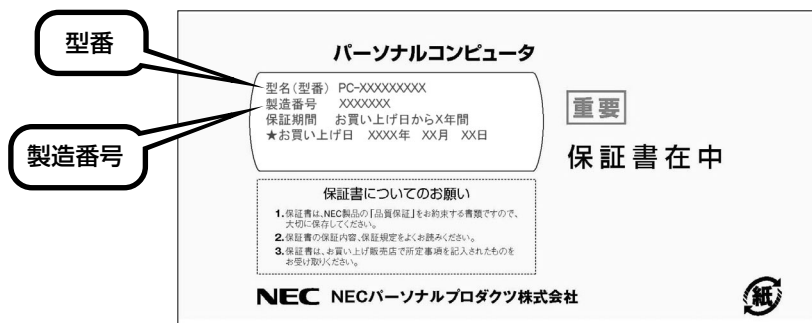 型番
製造番号
パーソナルコンピュータ
型名(型番) PC-XXXXXXXXX
製造番号 XXXXXXX
保証期間 お買い上げ日からX年間
★お買い上げ日 XXXX年 XX月 XX日
重要
保証書在中
保証書についてのお願い
1.保証書は、NEC製品の「品質保証」をお約束する書類ですので、
大切に保存してください。
2.保証書の保証内容、保証規定をよくお読みください。
3.保証書は、お買い上げ販売店で所定事項を記入されたものを
お受け取りください。
NEC NECパーソナルプロダクツ株式会社
紙